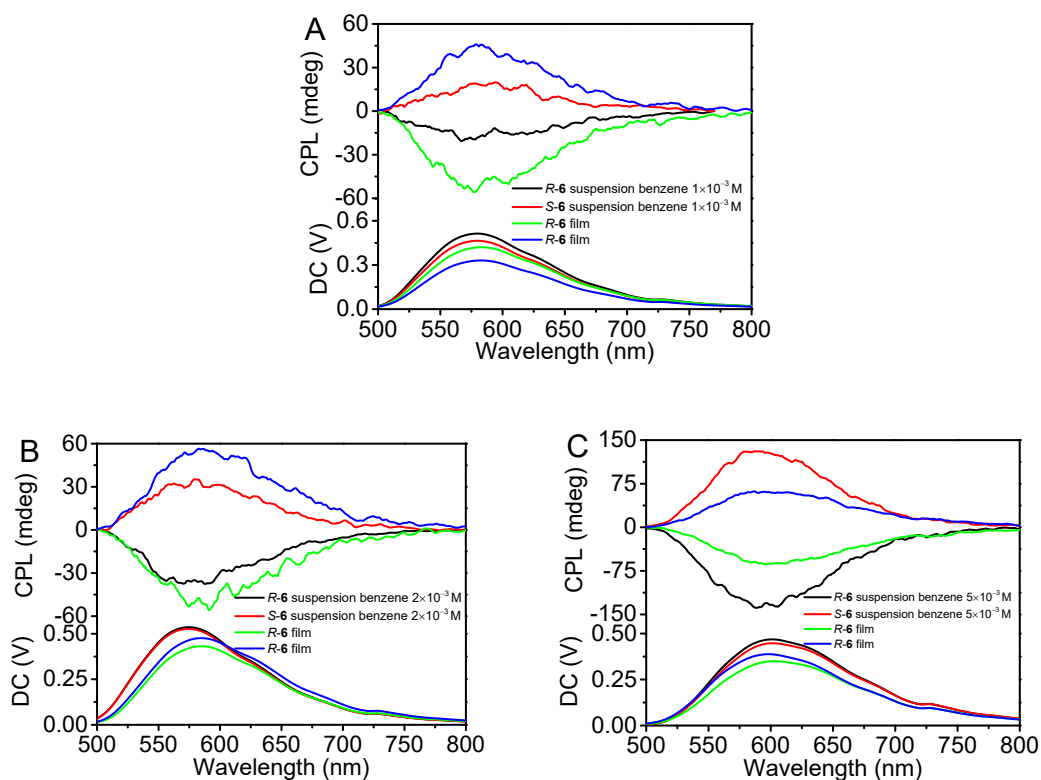 A
60
30
0
-30
-60
CPL (mdeg)
R-6 suspension benzene 1×10⁻³ M
S-6 suspension benzene 1×10⁻³ M
R-6 film
R-6 film
0.6
0.3
0.0
DC (V)
500 550 600 650 700 750 800
Wavelength (nm)
B
60
30
0
-30
-60
CPL (mdeg)
R-6 suspension benzene 2×10⁻³ M
S-6 suspension benzene 2×10⁻³ M
R-6 film
R-6 film
0.50
0.25
0.00
DC (V)
500 550 600 650 700 750 800
Wavelength (nm)
C
150
75
0
-75
-150
CPL (mdeg)
R-6 suspension benzene 5×10⁻³ M
S-6 suspension benzene 5×10⁻³ M
R-6 film
R-6 film
0.50
0.25
0.00
DC (V)
500 550 600 650 700 750 800
Wavelength (nm)